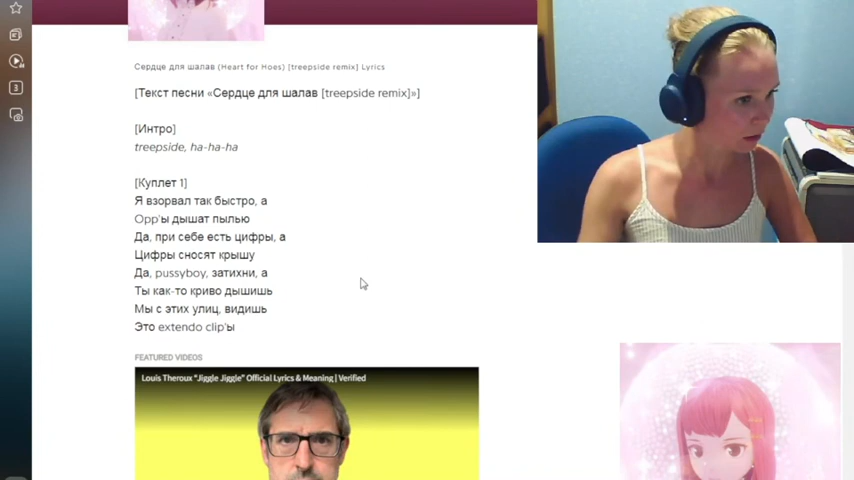 Сердце для шалав (Heart for Hoes) [treepside remix] Lyrics
[Текст песни «Сердце для шалав [treepside remix]»]
[Интро]
treepside, ha-ha-ha
[Куплет 1]
Я взорвал так быстро, а
Opp'ы дышат пылью
Да, при себе есть цифры, а
Цифры сносят крышу
Да, pussyboy, затихни, а
Ты как-то криво дышишь
Мы с этих улиц, видишь
Это extendo clip'ы
FEATURED VIDEOS
Louis Theroux "Jiggle Jiggle" Official Lyrics & Meaning | Verified
3